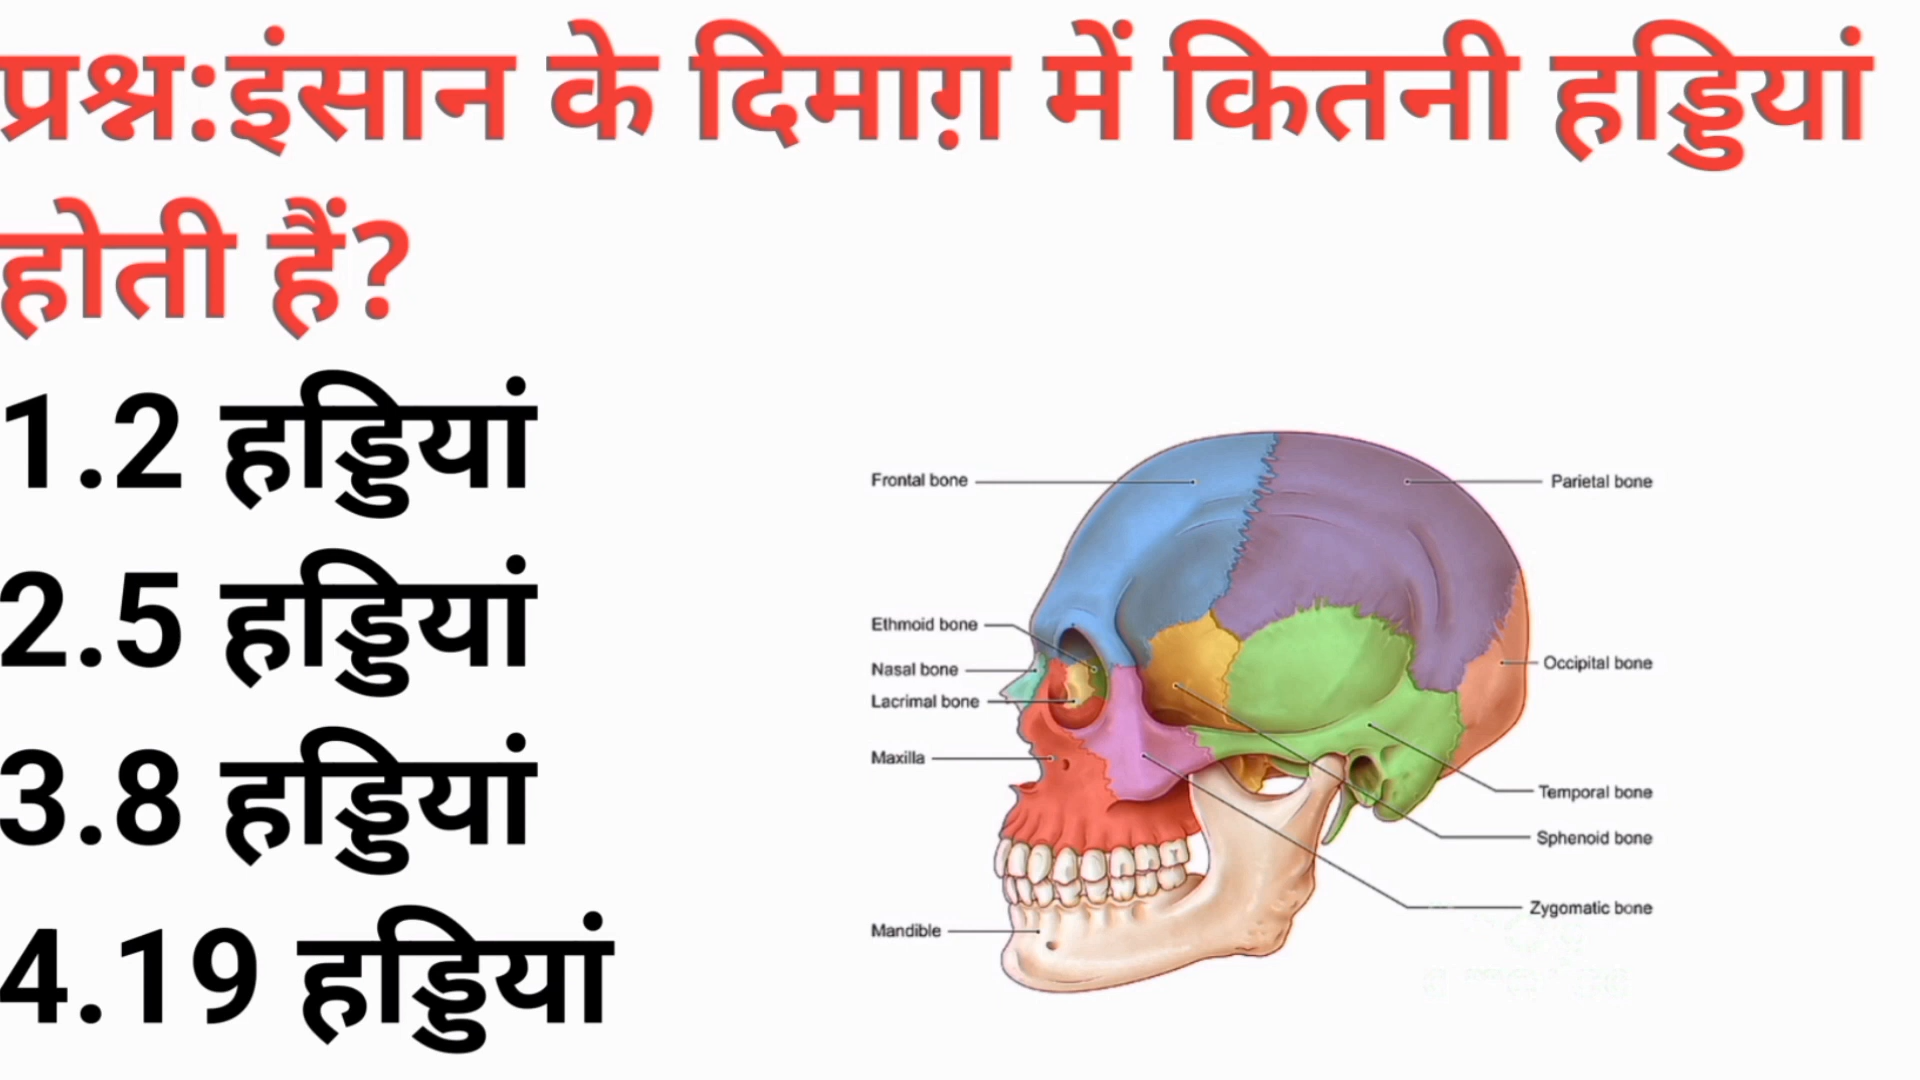 प्रश्न:इंसान के दिमाग़ में कितनी हड्डियां
होती हैं?
1.2 हड्डियां
2.5 हड्डियां
3.8 हड्डियां
4.19 हड्डियां
Frontal bone
Parietal bone
Ethmoid bone
Nasal bone
Occipital bone
Lacrimal bone
Maxilla
Temporal bone
Sphenoid bone
Zygomatic bone
Mandible